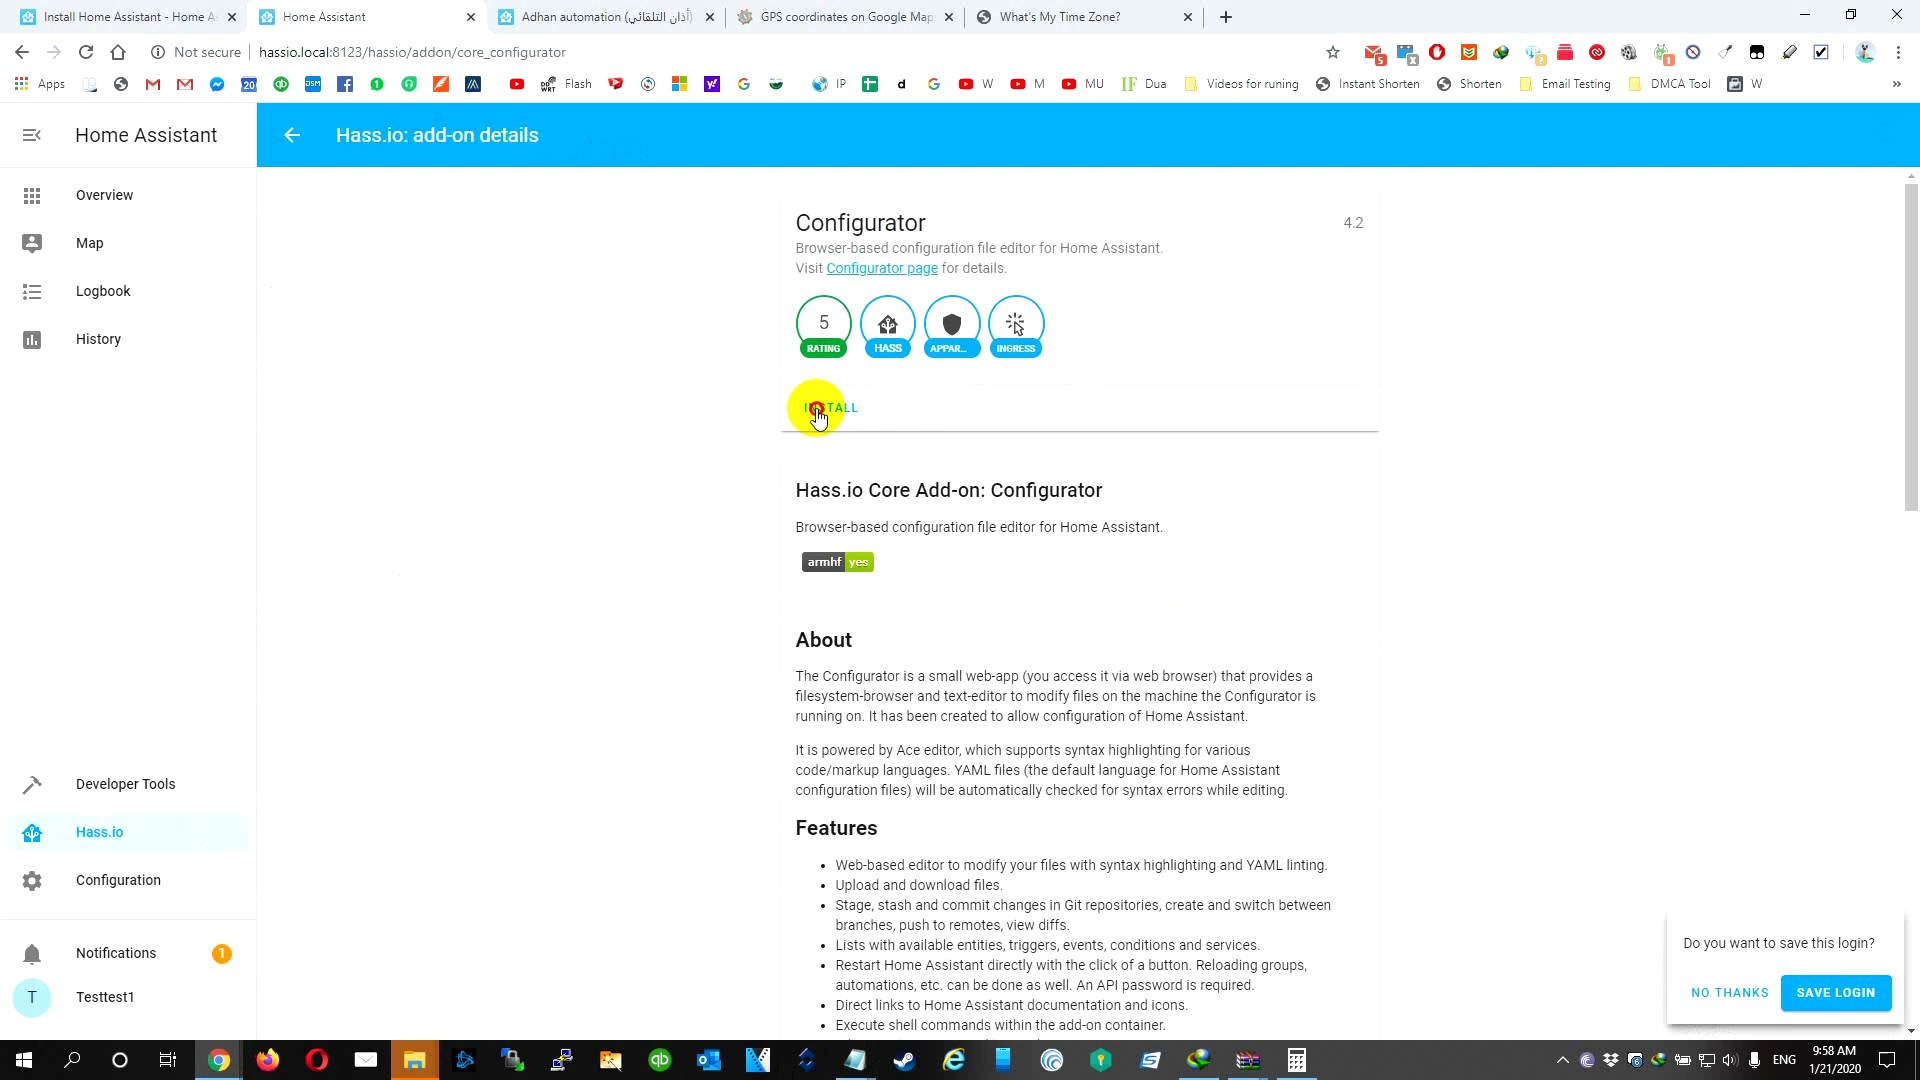 Install Home Assistant - Home A
Home Assistant
Adhan automation (أذان التلقائي)
GPS coordinates on Google Map
What's My Time Zone?
Not secure
hassio.local:8123/hassio/addon/core_configurator
Apps
Flash
IP
W
M
MU
Dua
Videos for runing
Instant Shorten
Shorten
Email Testing
DMCA Tool
W
Home Assistant
Hass.io: add-on details
Overview
Map
Logbook
History
Developer Tools
Hass.io
Configuration
Notifications
1
T
Testtest1
Configurator
4.2
Browser-based configuration file editor for Home Assistant.
Visit Configurator page for details.
5
RATING
HASS
APPAR...
INGRESS
INSTALL
Hass.io Core Add-on: Configurator
Browser-based configuration file editor for Home Assistant.
armhf yes
About
The Configurator is a small web-app (you access it via web browser) that provides a
filesystem-browser and text-editor to modify files on the machine the Configurator is
running on. It has been created to allow configuration of Home Assistant.
It is powered by Ace editor, which supports syntax highlighting for various
code/markup languages. YAML files (the default language for Home Assistant
configuration files) will be automatically checked for syntax errors while editing.
Features
• Web-based editor to modify your files with syntax highlighting and YAML linting.
• Upload and download files.
• Stage, stash and commit changes in Git repositories, create and switch between
branches, push to remotes, view diffs.
• Lists with available entities, triggers, events, conditions and services.
• Restart Home Assistant directly with the click of a button. Reloading groups,
automations, etc. can be done as well. An API password is required.
• Direct links to Home Assistant documentation and icons.
• Execute shell commands within the add-on container.
Do you want to save this login?
NO THANKS
SAVE LOGIN
ENG
9:58 AM
1/21/2020